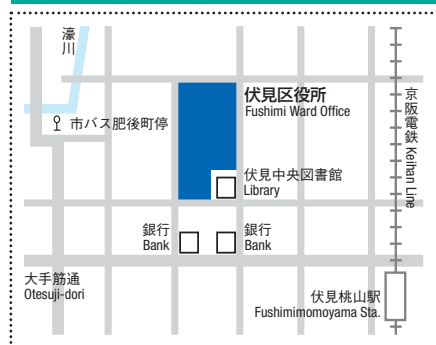 濠川
伏見区役所
Fushimi Ward Office
市バス肥後町停
京阪電鉄 Keihan Line
伏見中央図書館
Library
銀行
Bank
銀行
Bank
大手筋通
Otesuji-dori
伏見桃山駅
Fushimimomoyama Sta.